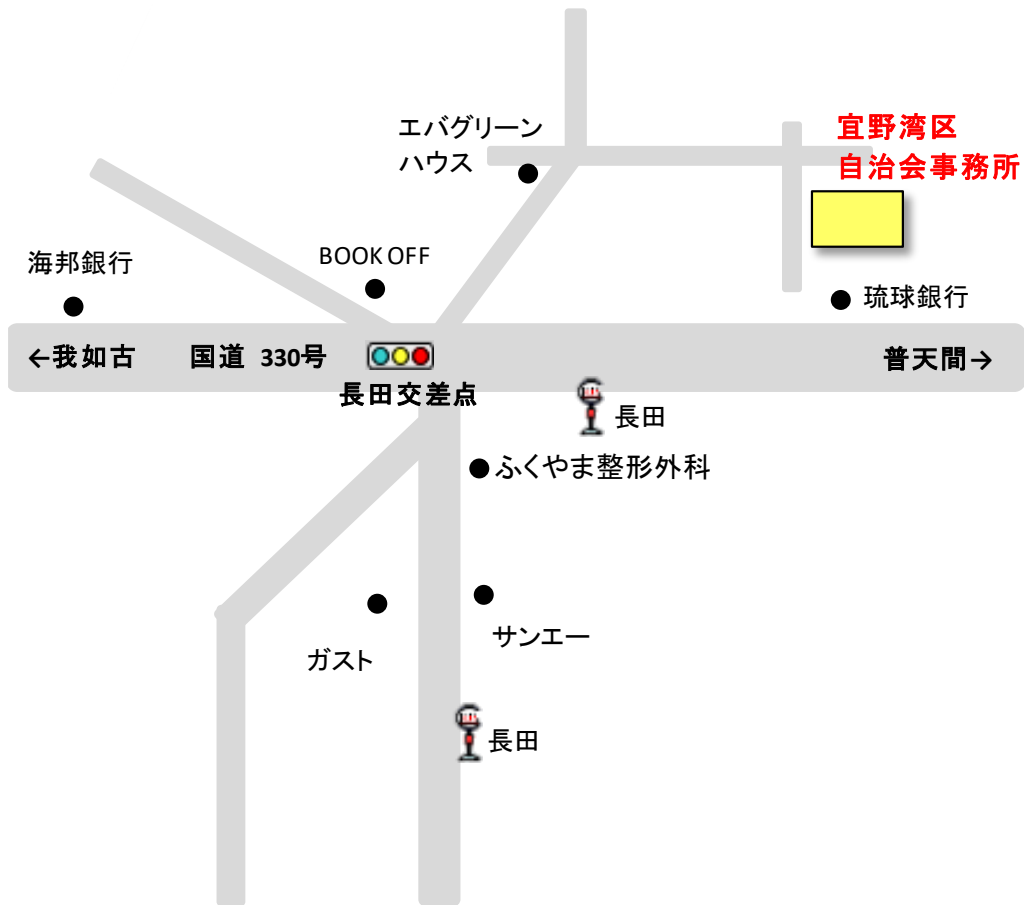 宜野湾区
自治会事務所
エバグリーン
ハウス
BOOK OFF
海邦銀行
琉球銀行
←我如古
国道 330号
普天間→
長田交差点
長田
ふくやま整形外科
サンエー
ガスト
長田